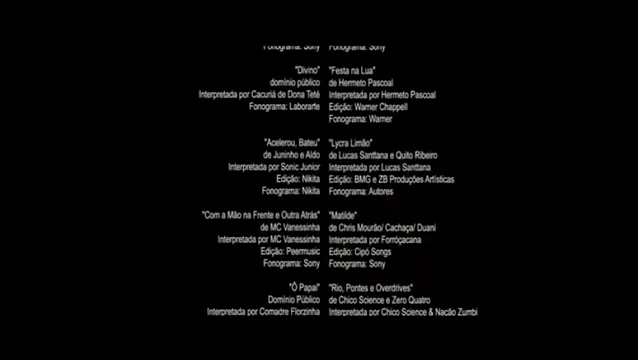 Fonograma: Sony
Fonograma: Sony
"Divino"
domínio público
Interpretada por Cacuriá de Dona Teté
Fonograma: Laborarte
"Festa na Lua"
de Hermeto Pascoal
Interpretada por Hermeto Pascoal
Edição: Warner Chappell
Fonograma: Warner
"Acelerou, Bateu"
de Juninho e Aldo
Interpretada por Sonic Junior
Edição: Nikita
Fonograma: Nikita
"Lycra Limão"
de Lucas Santtana e Quito Ribeiro
Interpretada por Lucas Santtana
Edição: BMG e ZB Produções Artísticas
Fonograma: Autores
"Com a Mão na Frente e Outra Atrás"
de MC Vanessinha
Interpretada por MC Vanessinha
Edição: Peermusic
Fonograma: Sony
"Matilde"
de Chris Mourão/ Cachaça/ Duani
Interpretada por Forróçacana
Edição: Cipó Songs
Fonograma: Sony
"Ô Papai"
Domínio Público
Interpretada por Comadre Florzinha
"Rio, Pontes e Overdrives"
de Chico Science e Zero Quatro
Interpretada por Chico Science & Nação Zumbi